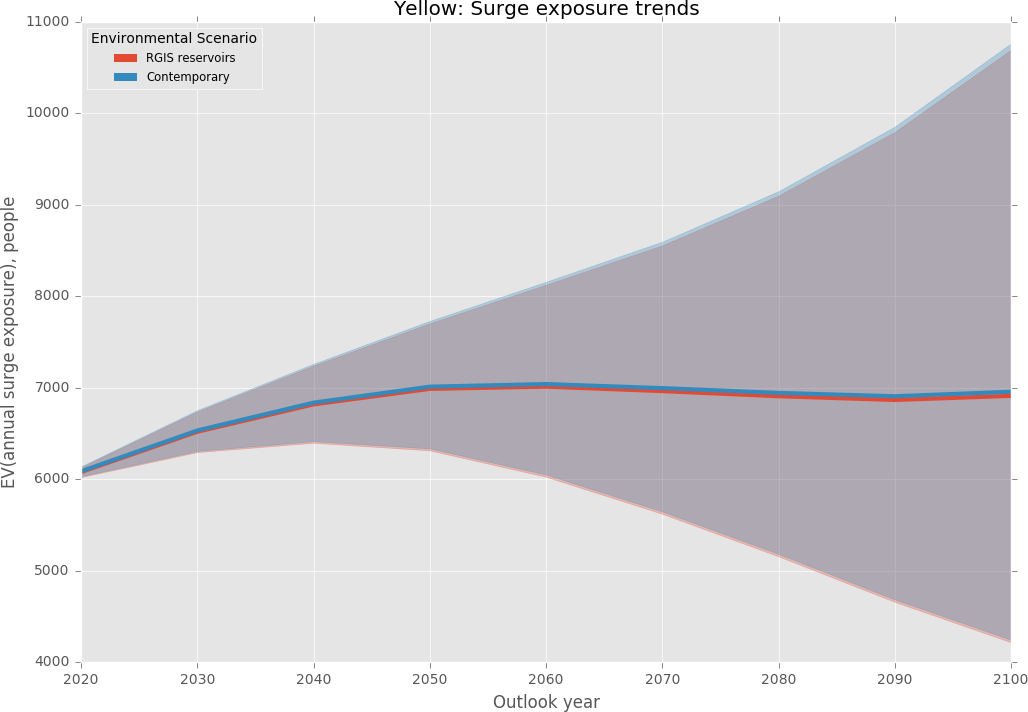 Yellow: Surge exposure trends
11000
10000
9000
8000
7000
6000
5000
4000
EV(annual surge exposure), people
Environmental Scenario
RGIS reservoirs
Contemporary
2020 2030 2040 2050 2060 2070 2080 2090 2100
Outlook year